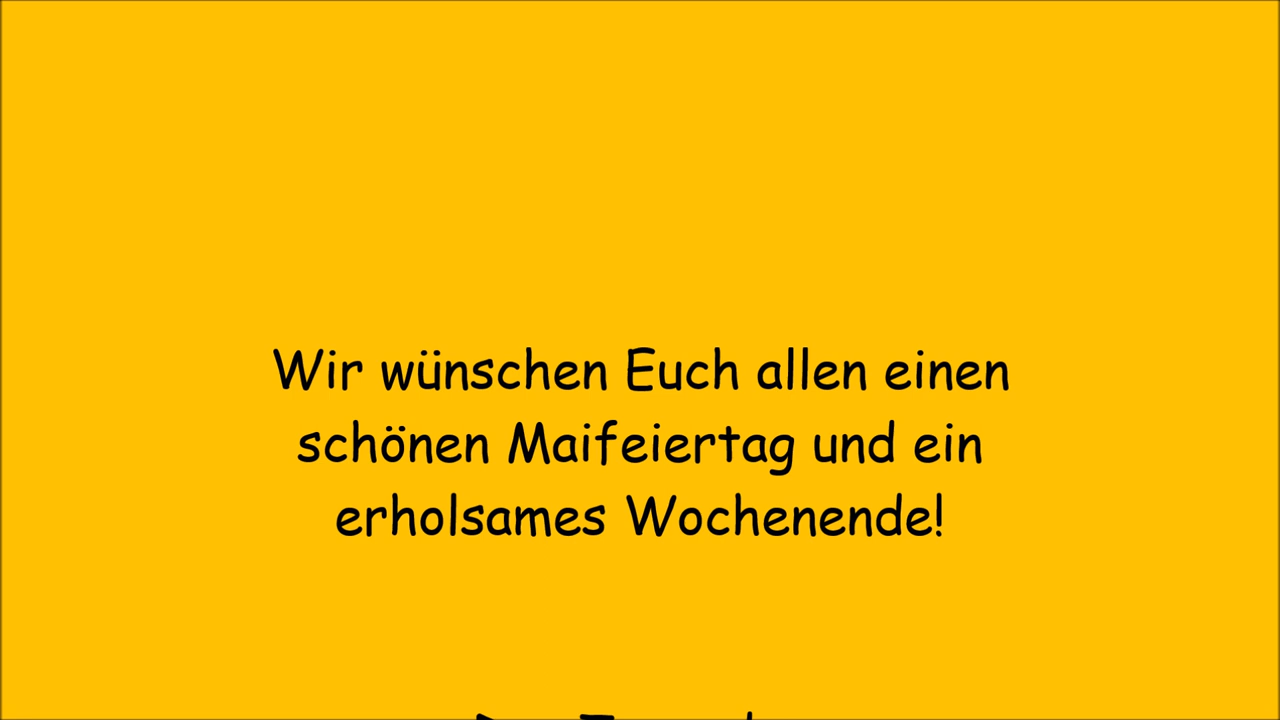 Wir wünschen Euch allen einen
schönen Maifeiertag und ein
erholsames Wochenende!